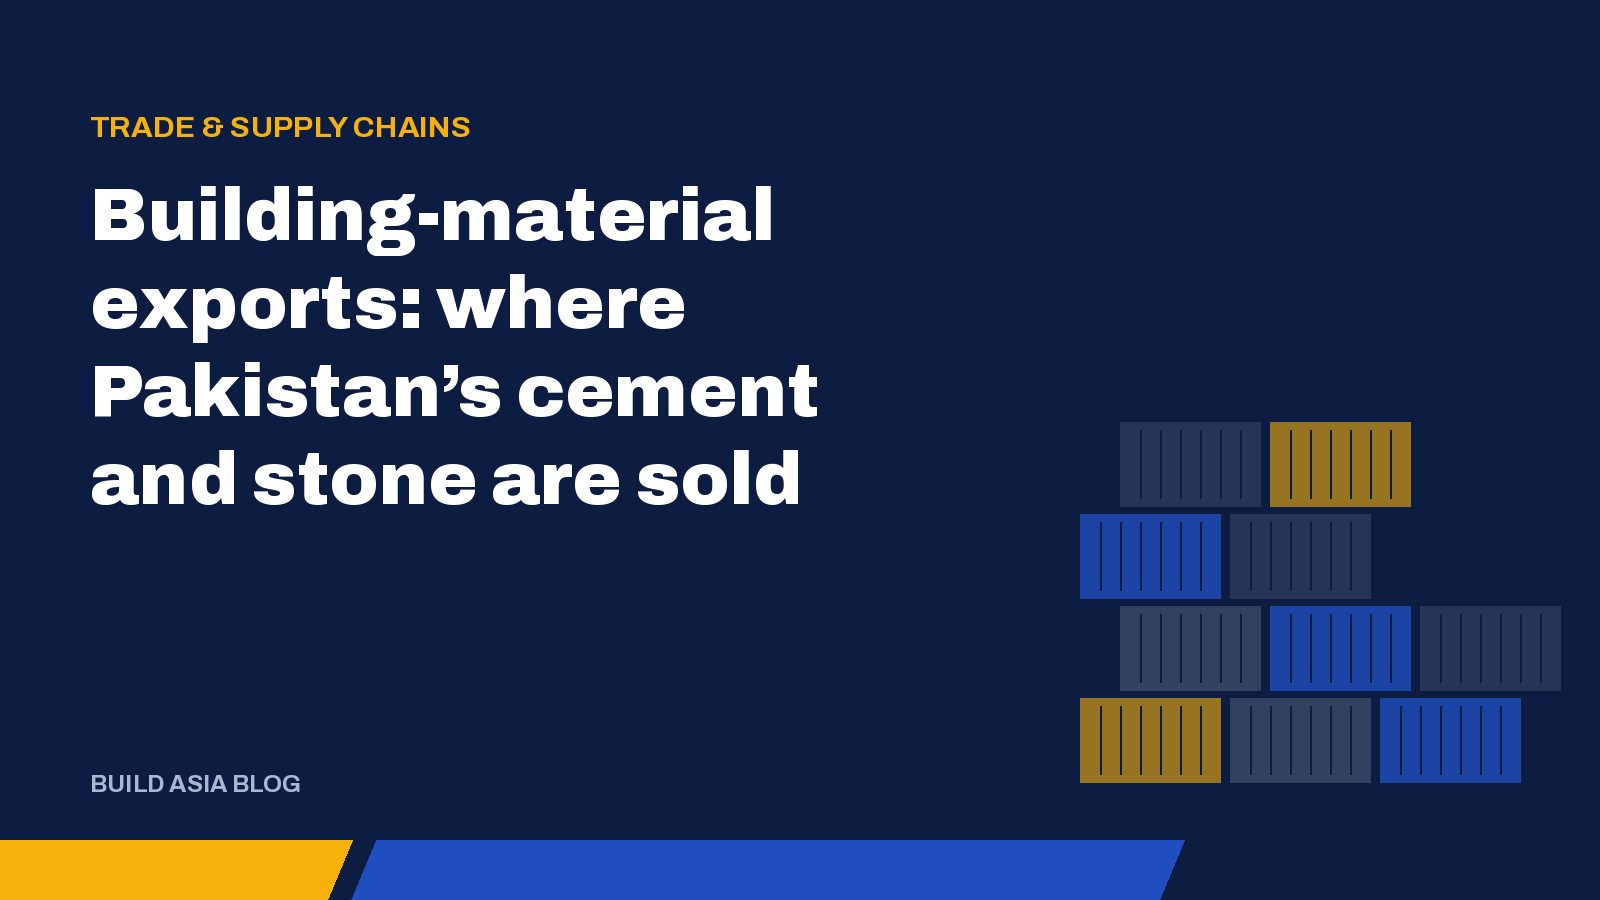 TRADE & SUPPLY CHAINS
Building-material
exports: where
Pakistan’s cement
and stone are sold
BUILD ASIA BLOG